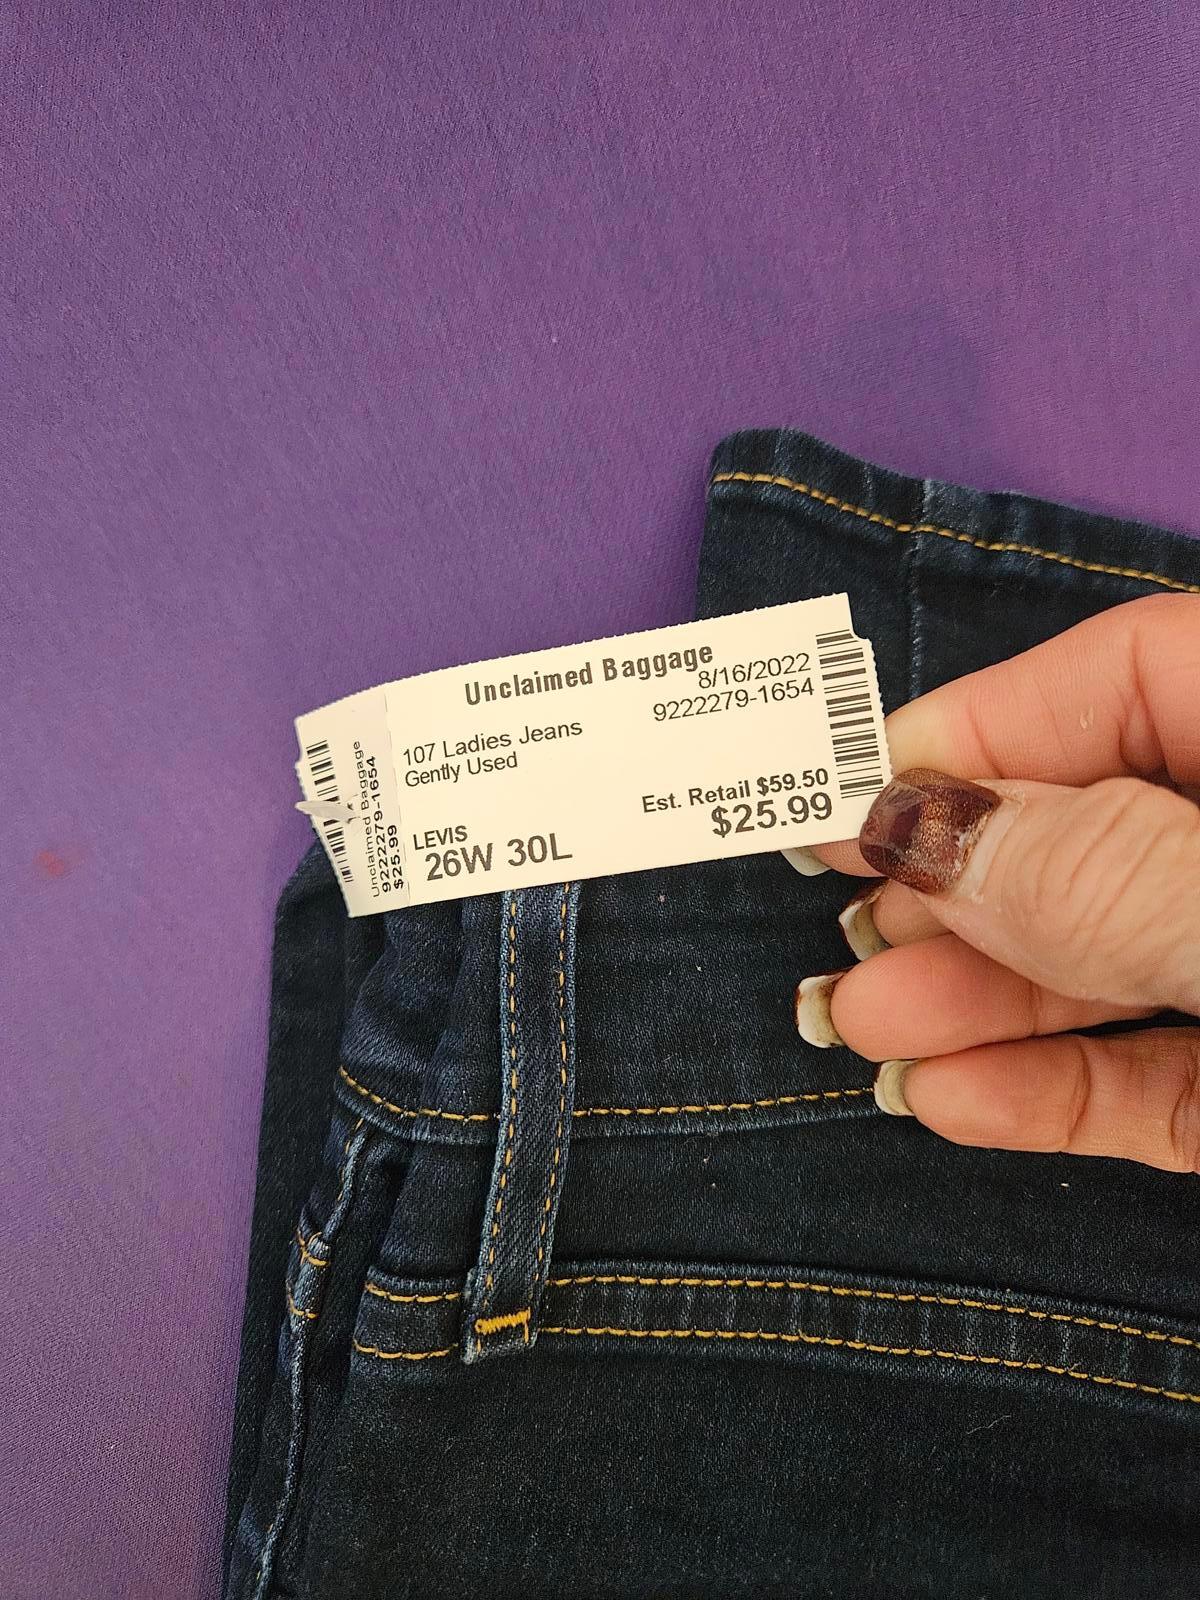 Unclaimed Baggage
8/16/2022
9222279-1654
107 Ladies Jeans
Gently Used
Est. Retail $59.50
$25.99
LEVIS
26W 30L
Unclaimed Baggage
9222279-1654
$25.99